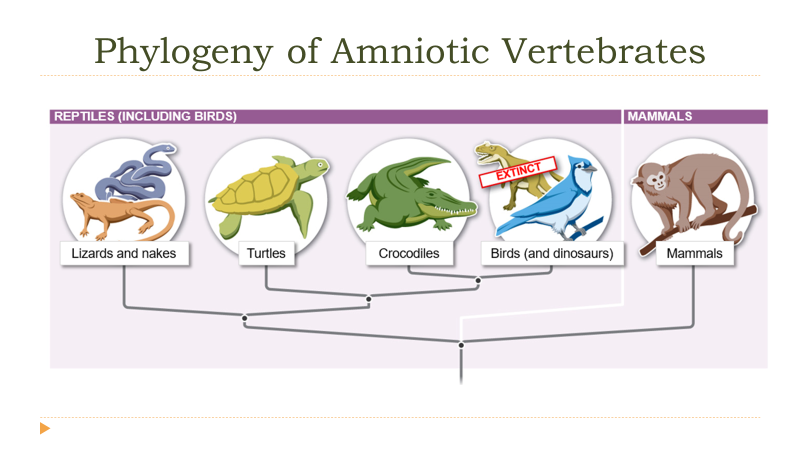 Phylogeny of Amniotic Vertebrates
REPTILES (INCLUDING BIRDS)
MAMMALS
EXTINCT
Lizards and nakes
Turtles
Crocodiles
Birds (and dinosaurs)
Mammals